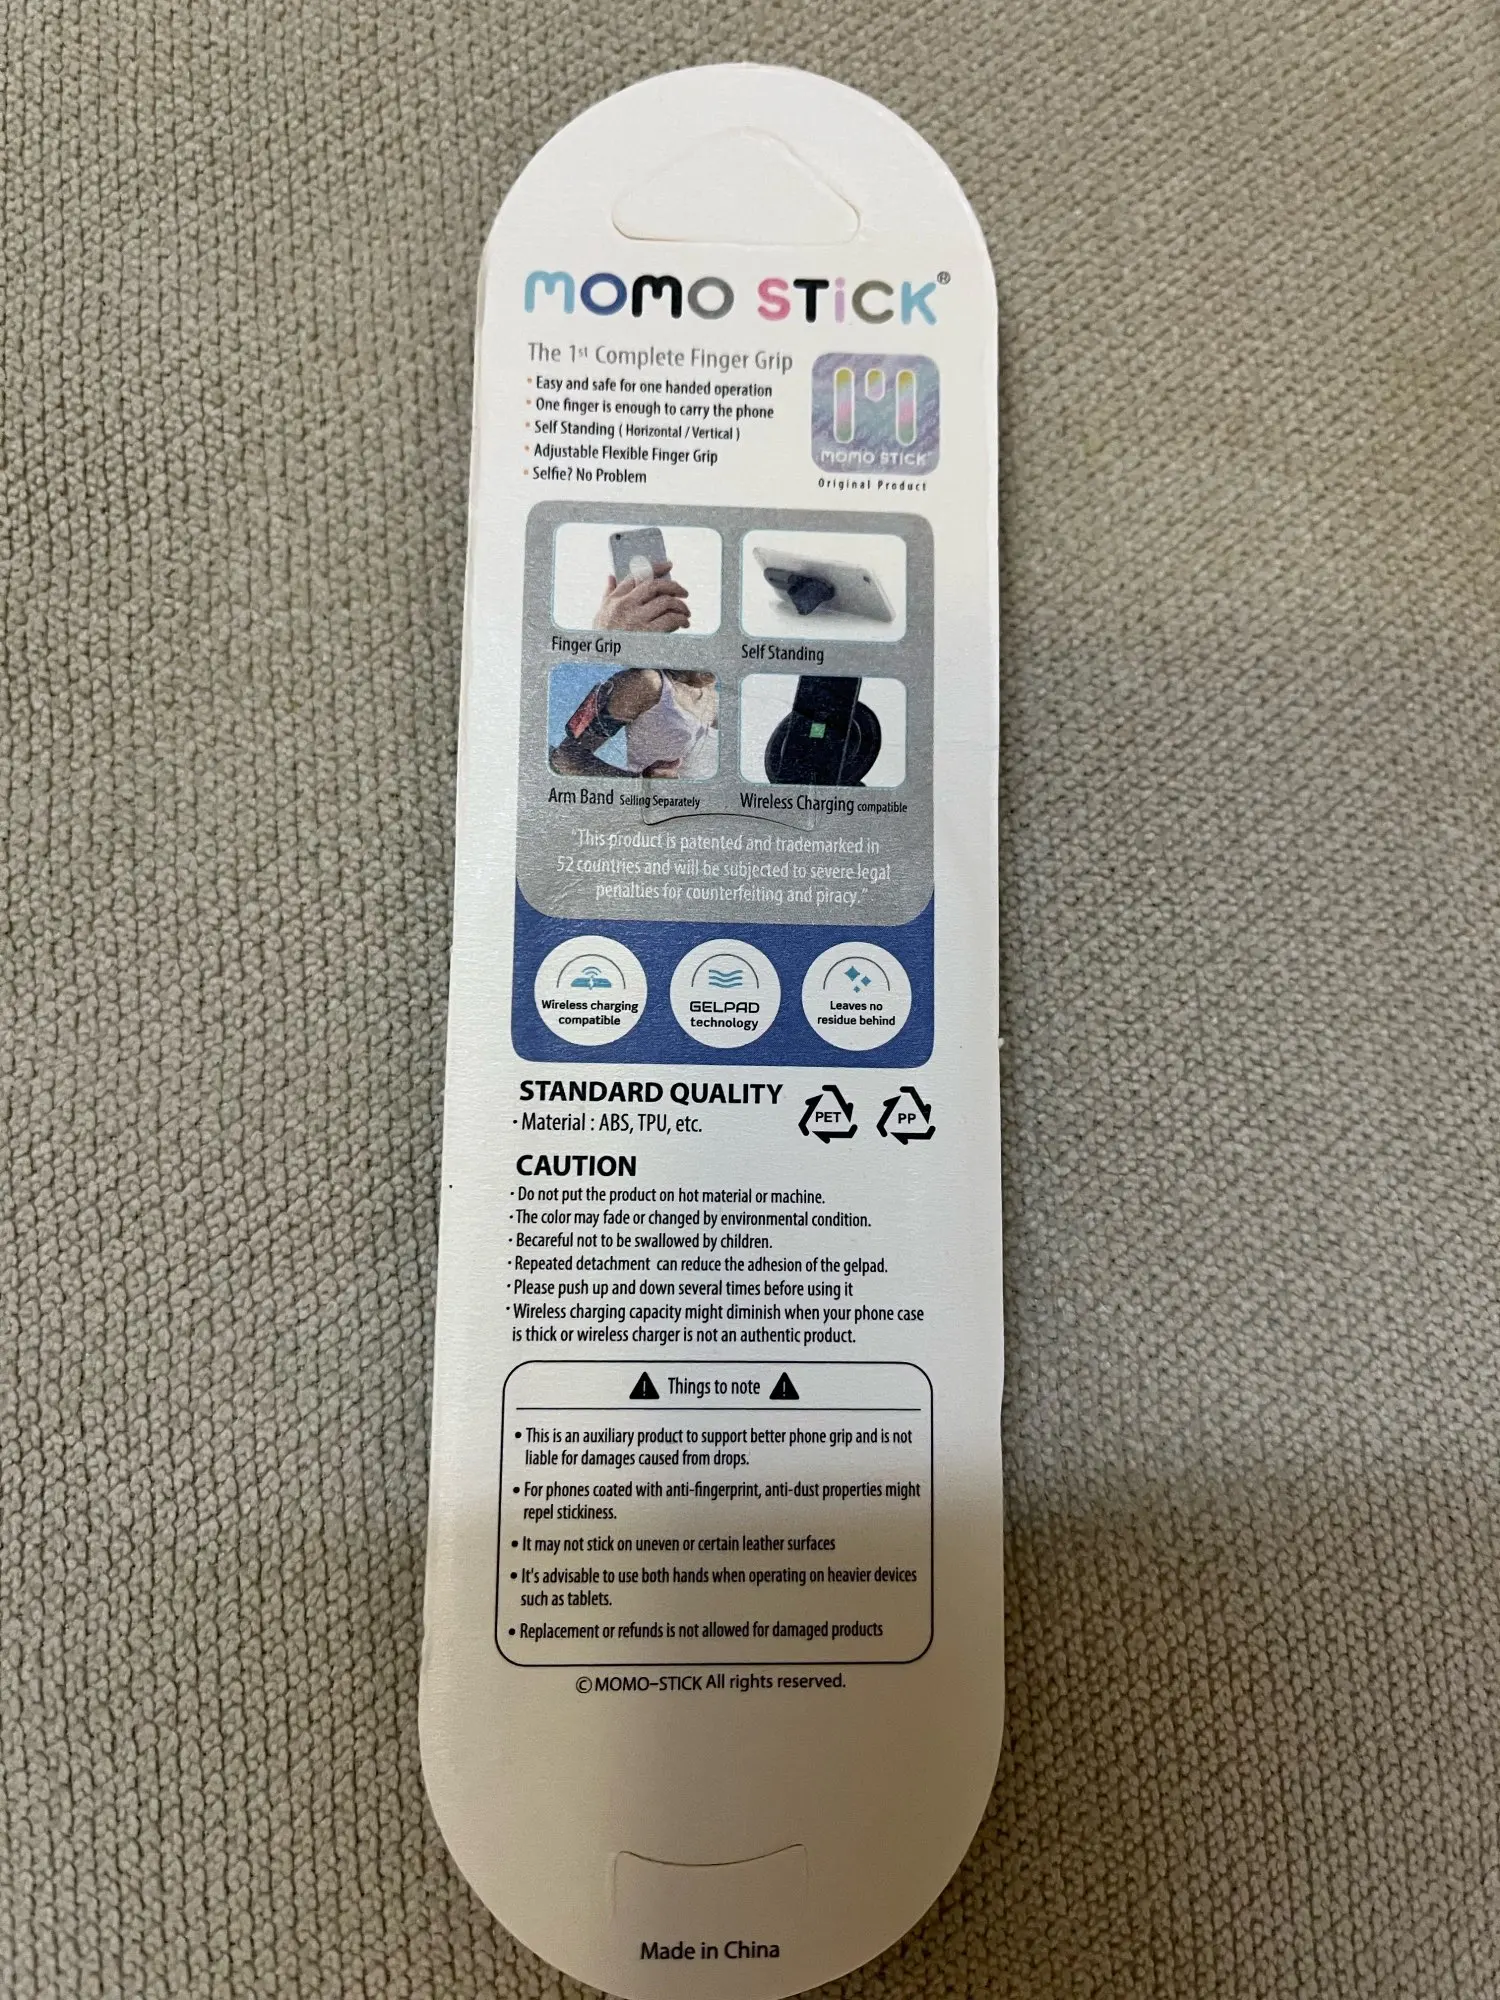 MOMO STiCK®
The 1st Complete Finger Grip
• Easy and safe for one handed operation
• One finger is enough to carry the phone
• Self Standing ( Horizontal / Vertical )
• Adjustable Flexible Finger Grip
• Selfie? No Problem
MOMO STICK
Original Product
Finger Grip
Self Standing
Arm Band Selling Separately
Wireless Charging compatible
"This product is patented and trademarked in
52 countries and will be subjected to severe legal
penalties for counterfeiting and piracy."
Wireless charging
compatible
GELPAD
technology
Leaves no
residue behind
STANDARD QUALITY
· Material : ABS, TPU, etc.
PET
PP
CAUTION
· Do not put the product on hot material or machine.
· The color may fade or changed by environmental condition.
· Becareful not to be swallowed by children.
· Repeated detachment can reduce the adhesion of the gelpad.
· Please push up and down several times before using it
· Wireless charging capacity might diminish when your phone case
is thick or wireless charger is not an authentic product.
! Things to note !
• This is an auxiliary product to support better phone grip and is not
liable for damages caused from drops.
• For phones coated with anti-fingerprint, anti-dust properties might
repel stickiness.
• It may not stick on uneven or certain leather surfaces
• It's advisable to use both hands when operating on heavier devices
such as tablets.
• Replacement or refunds is not allowed for damaged products
©MOMO-STICK All rights reserved.
Made in China